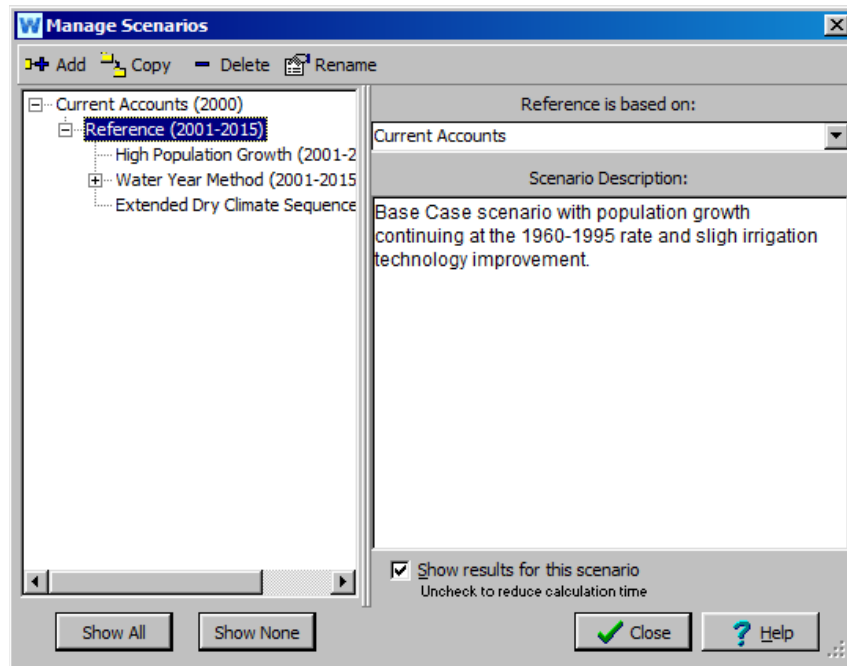 W Manage Scenarios
Add Copy Delete Rename
Current Accounts (2000)
Reference (2001-2015)
High Population Growth (2001-2
Water Year Method (2001-2015
Extended Dry Climate Sequence
Reference is based on:
Current Accounts
Scenario Description:
Base Case scenario with population growth
continuing at the 1960-1995 rate and sligh irrigation
technology improvement.
Show results for this scenario
Uncheck to reduce calculation time
Show All Show None Close Help